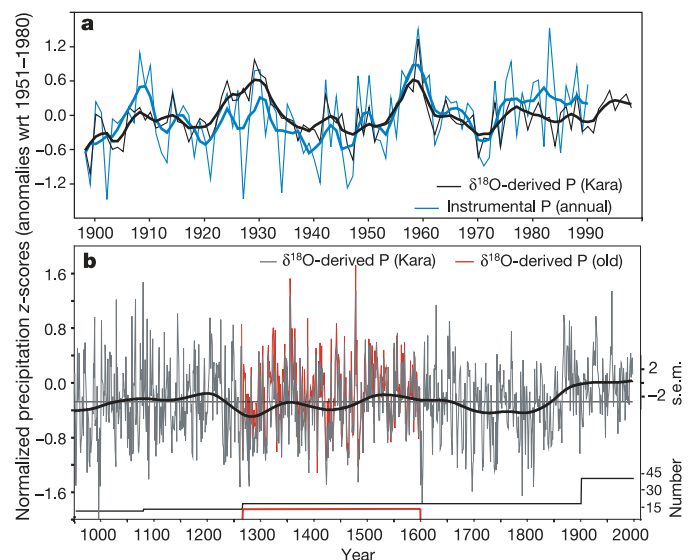 Normalized precipitation z-scores (anomalies wrt 1951–1980)
a
1.2
0.6
0.0
−0.6
−1.2
δ18O-derived P (Kara)
Instrumental P (annual)
1900 1910 1920 1930 1940 1950 1960 1970 1980 1990
b
δ18O-derived P (Kara) δ18O-derived P (old)
1.6
0.8
0.0
−0.8
−1.6
2
−2
s.e.m.
45
30
15
Number
1000 1100 1200 1300 1400 1500 1600 1700 1800 1900 2000
Year